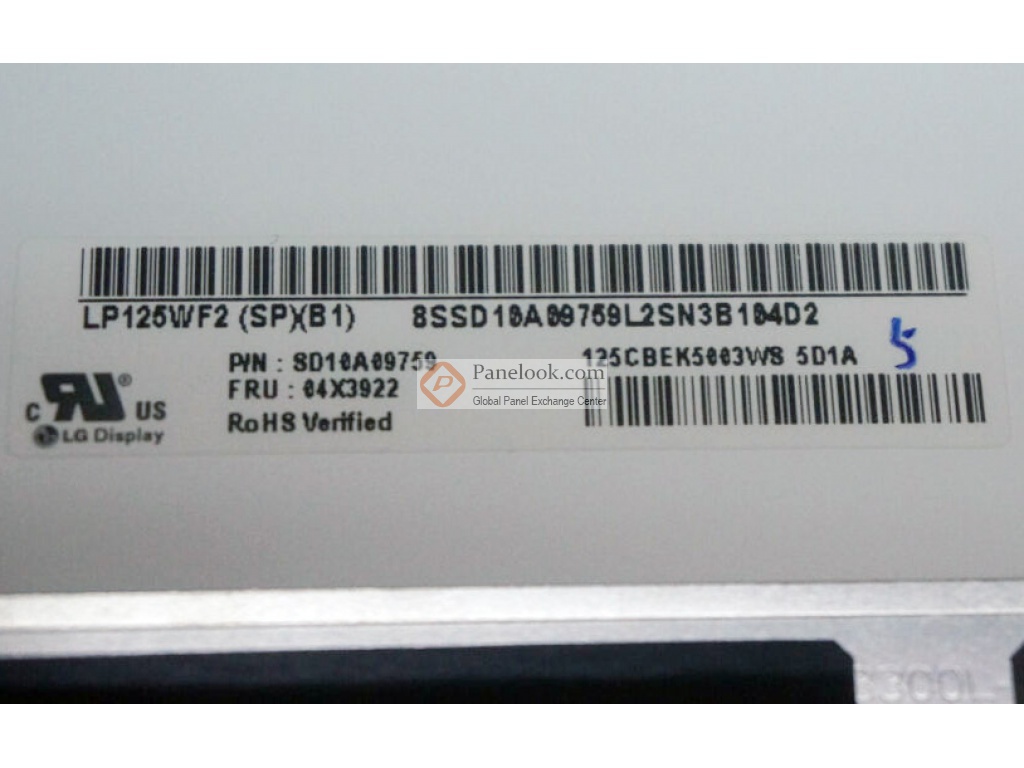 LP125WF2 (SP)(B1) 8SSD10A09759L2SN3B104D2
P/N : SD10A09759 125CBEK5003WS 5D1A 5
FRU : 04X3922
RoHS Verified
C RU ® US
LG Display
Panelook.com
Global Panel Exchange Center